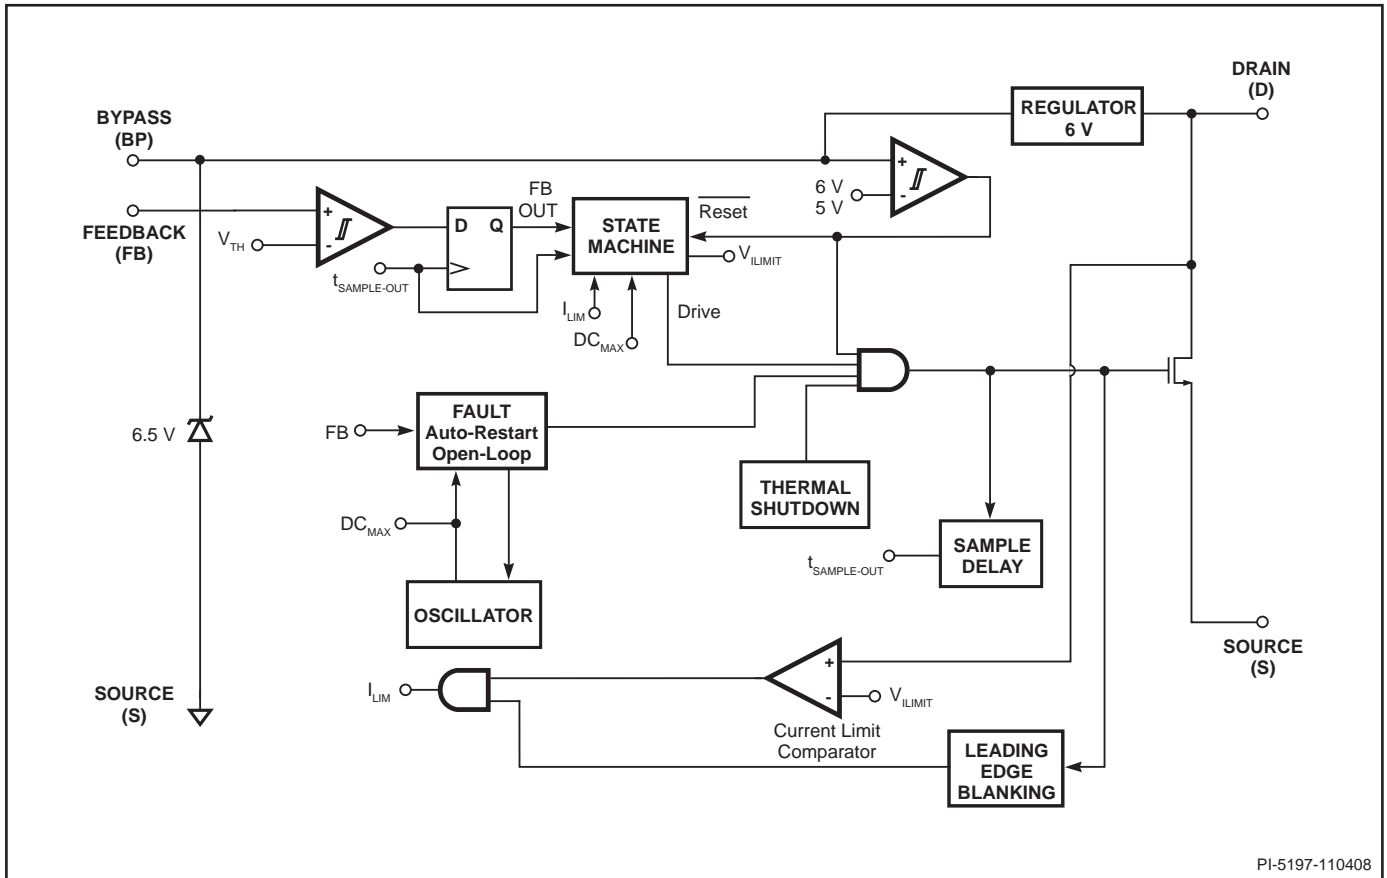 DRAIN
(D)
REGULATOR
6 V
BYPASS
(BP)
+
6 V
5 V
-
FB
OUT
Reset
FEEDBACK
(FB)
+
VTH
-
D Q
STATE
MACHINE
VILIMIT
tSAMPLE-OUT
ILIM
DCMAX
Drive
6.5 V
FB
FAULT
Auto-Restart
Open-Loop
THERMAL
SHUTDOWN
DCMAX
SAMPLE
DELAY
tSAMPLE-OUT
OSCILLATOR
SOURCE
(S)
+
-
VILIMIT
ILIM
SOURCE
(S)
Current Limit
Comparator
LEADING
EDGE
BLANKING
PI-5197-110408